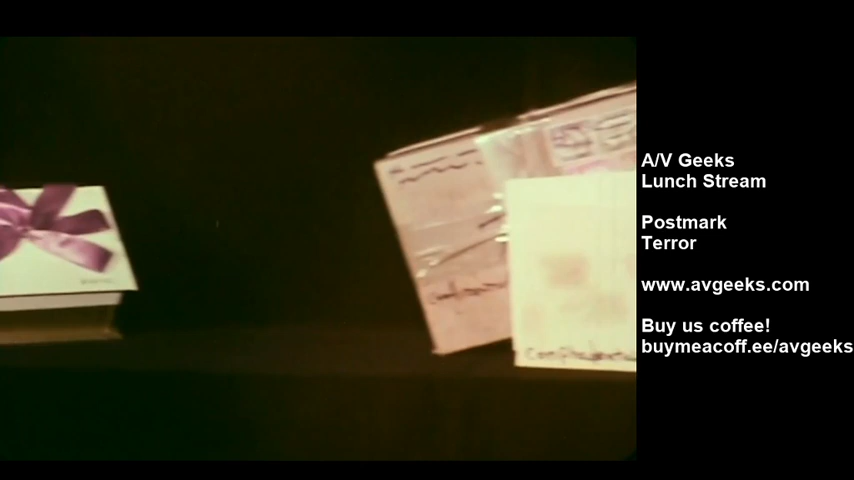 A/V Geeks
Lunch Stream
Postmark
Terror
www.avgeeks.com
Buy us coffee!
buymeacoff.ee/avgeeks